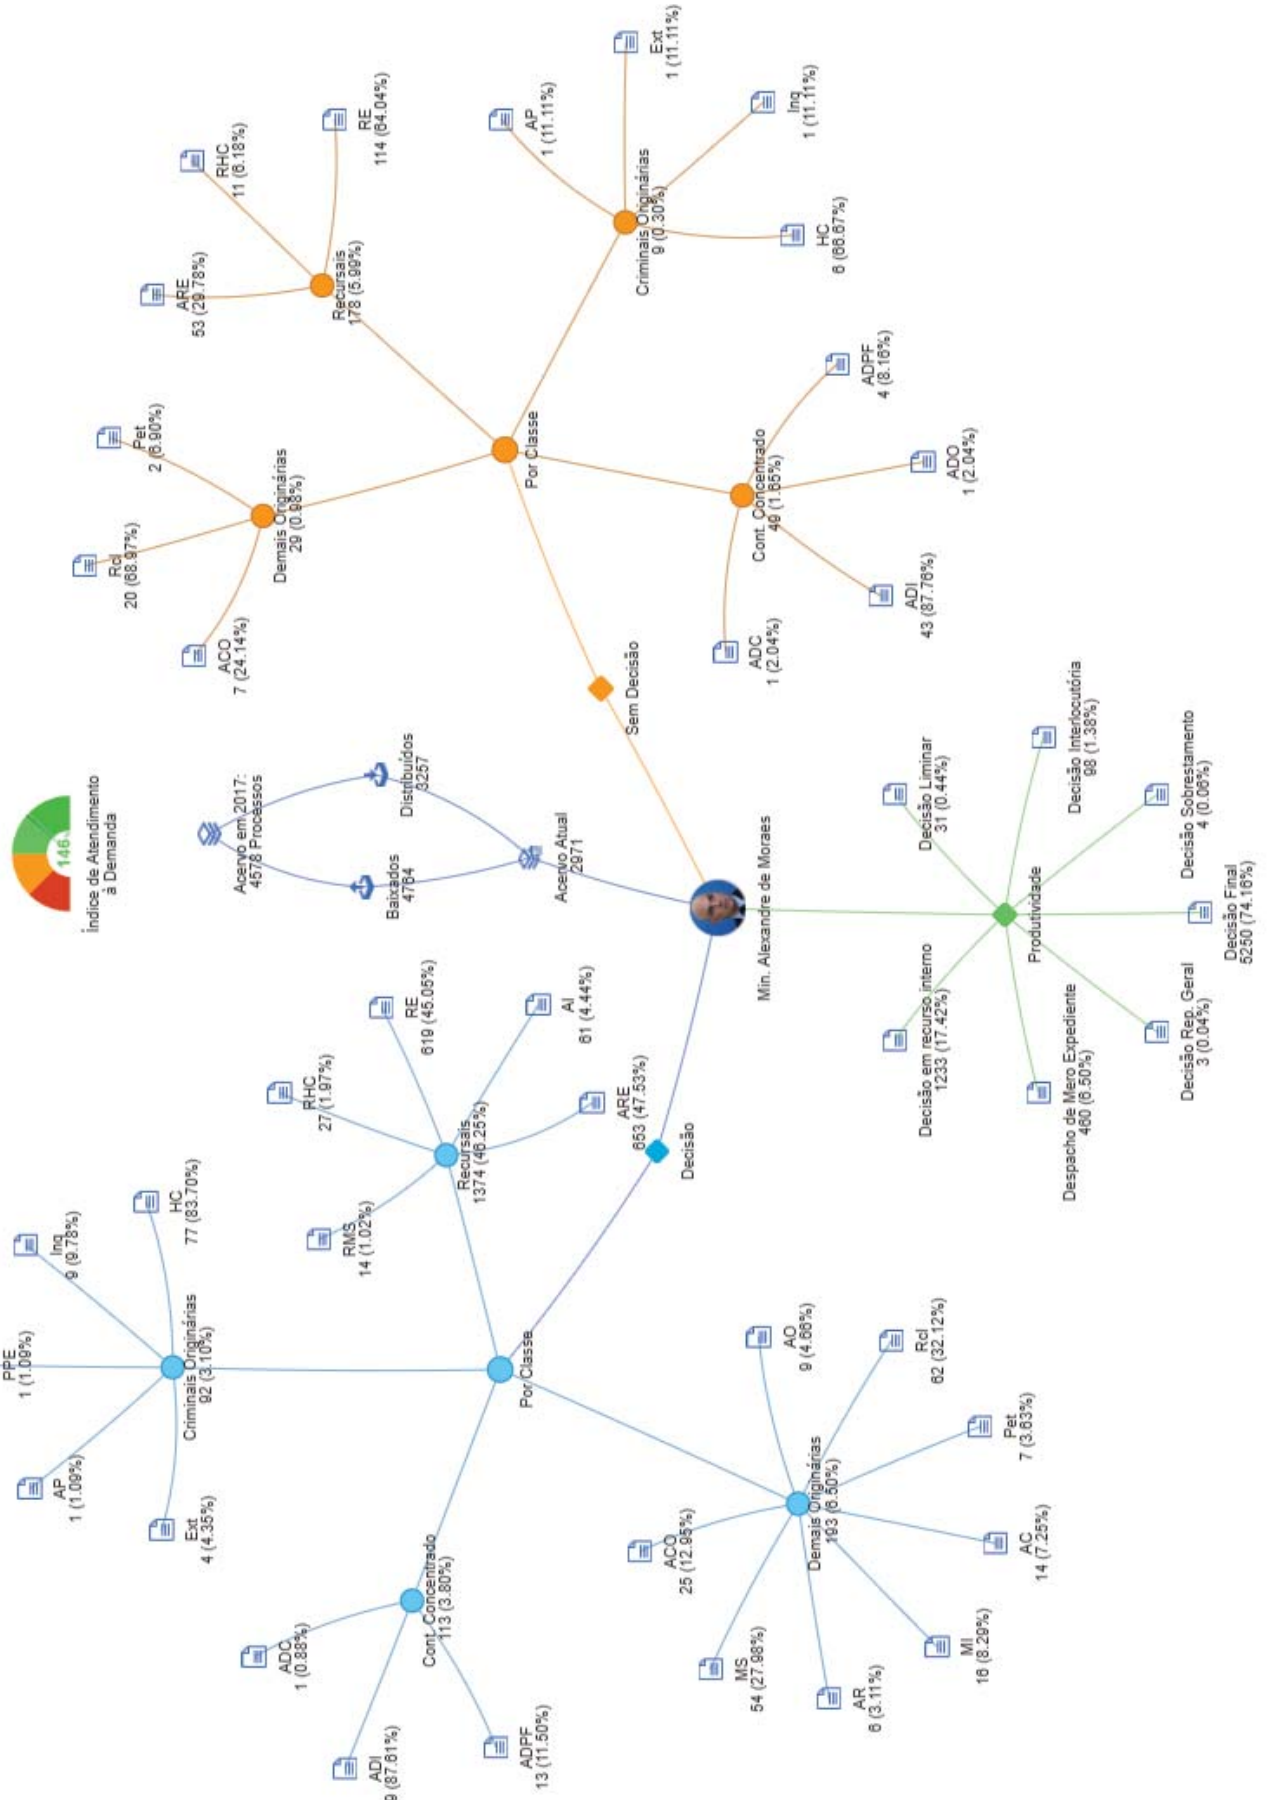 146
Índice de Atendimento
à Demanda
Acervo em 2017:
4578 Processos
Distribuídos
3257
Baixados
4764
Acervo Atual
2971
Min. Alexandre de Moraes
Sem Decisão
Por Classe
Demais Originárias
29 (0.98%)
ACO
7 (24.14%)
Rcl
20 (68.97%)
Pet
2 (6.90%)
Recursais
178 (5.99%)
ARE
53 (29.78%)
RHC
11 (6.18%)
RE
114 (64.04%)
Criminais Originárias
9 (0.30%)
AP
1 (11.11%)
Ext
1 (11.11%)
Inq
1 (11.11%)
HC
6 (66.67%)
Cont. Concentrado
49 (1.65%)
ADPF
4 (8.16%)
ADO
1 (2.04%)
ADI
43 (87.76%)
ADC
1 (2.04%)
Produtividade
Decisão Liminar
31 (0.44%)
Decisão Interlocutória
98 (1.38%)
Decisão Sobrestamento
4 (0.06%)
Decisão Final
5250 (74.16%)
Decisão Rep. Geral
3 (0.04%)
Despacho de Mero Expediente
460 (6.50%)
Decisão em recurso interno
1233 (17.42%)
Decisão
Por Classe
Recursais
1374 (46.25%)
RMS
14 (1.02%)
RHC
27 (1.97%)
RE
619 (45.05%)
AI
61 (4.44%)
ARE
653 (47.53%)
Criminais Originárias
92 (3.10%)
Ext
4 (4.35%)
AP
1 (1.09%)
PPE
1 (1.09%)
Inq
9 (9.78%)
HC
77 (83.70%)
Cont. Concentrado
113 (3.80%)
ADO
1 (0.88%)
ADI
9 (87.61%)
ADPF
13 (11.50%)
Demais Originárias
193 (6.50%)
ACO
25 (12.95%)
MS
54 (27.98%)
AR
6 (3.11%)
MI
16 (8.29%)
AC
14 (7.25%)
Pet
7 (3.63%)
Rcl
62 (32.12%)
AO
9 (4.66%)